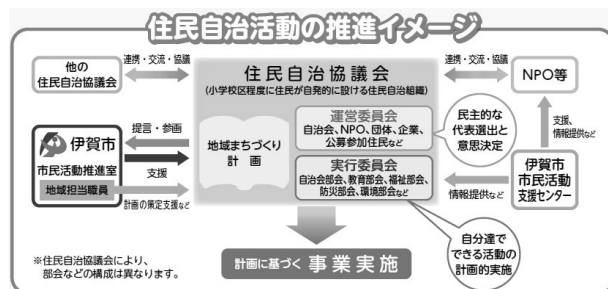 住民自治活動の推進イメージ
他の
住民自治協議会
連携・交流・協議
住民自治協議会
(小学校区程度に住民が自発的に設ける住民自治組織)
連携・交流・協議
NPO等
地域まちづくり
計画
運営委員会
自治会、NPO、団体、企業、
公募参加住民など
実行委員会
自治会部会、教育部会、福祉部会、
防災部会、環境部会など
民主的な
代表選出と
意思決定
支援、
情報提供など
伊賀市
市民活動推進室
地域担当職員
提言・参画
支援
計画の策定支援など
情報提供など
伊賀市
市民活動
支援センター
自分達で
できる活動の
計画的実施
計画に基づく 事業実施
※住民自治協議会により、
部会などの構成は異なります。